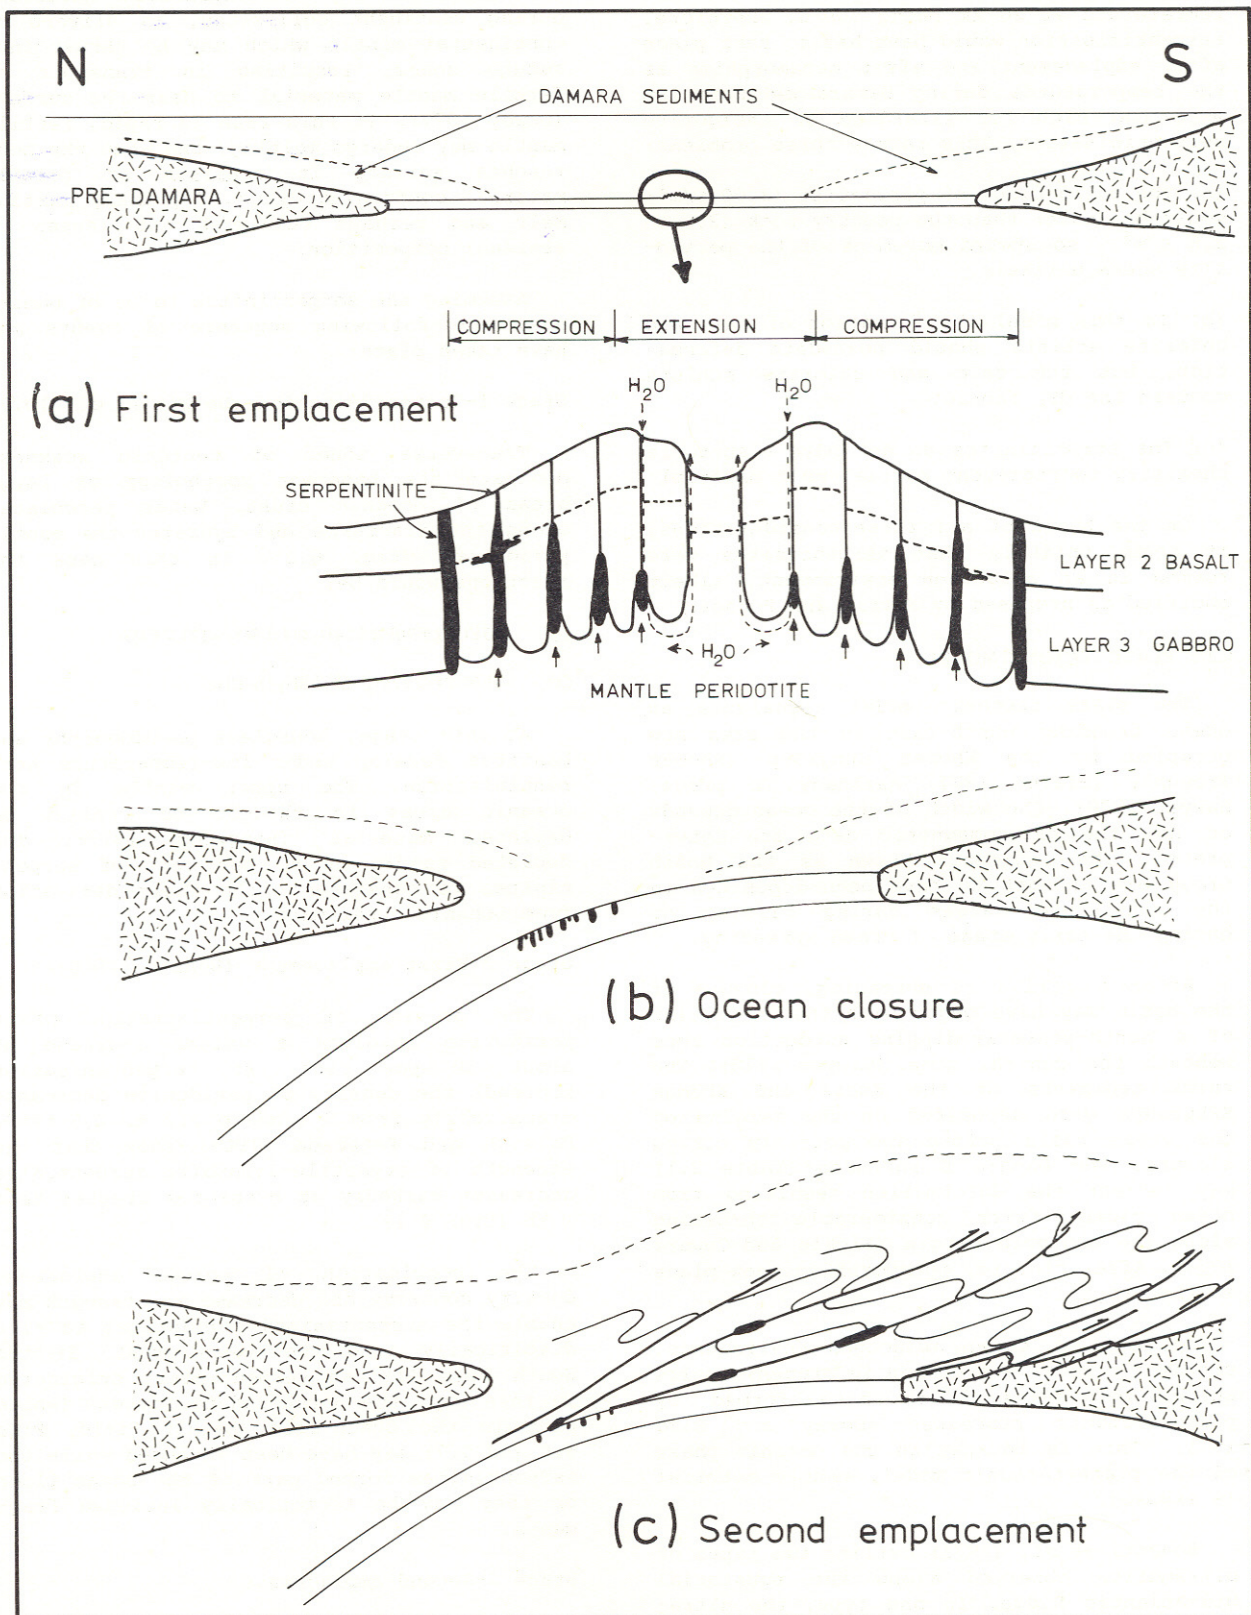 N
S
DAMARA SEDIMENTS
PRE-DAMARA
COMPRESSION
EXTENSION
COMPRESSION
(a) First emplacement
H₂O
H₂O
SERPENTINITE
LAYER 2 BASALT
H₂O
LAYER 3 GABBRO
MANTLE PERIDOTITE
(b) Ocean closure
(c) Second emplacement